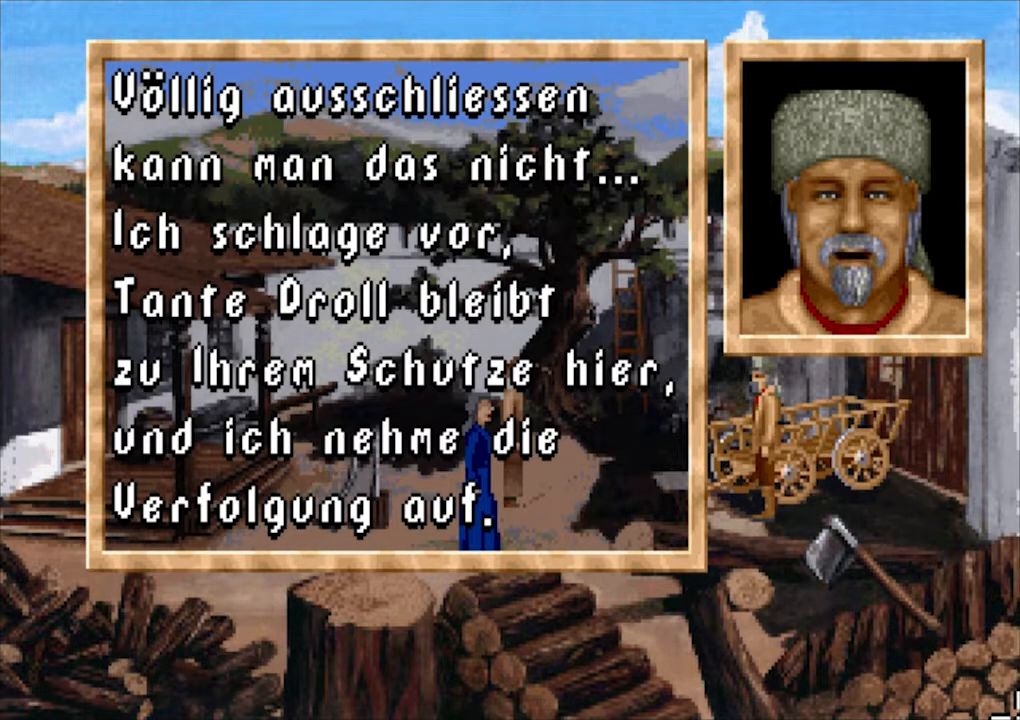 Völlig ausschliessen
kann man das nicht...
Ich schlage vor,
Tante Droll bleibt
zu Ihrem Schutze hier,
und ich nehme die
Verfolgung auf.